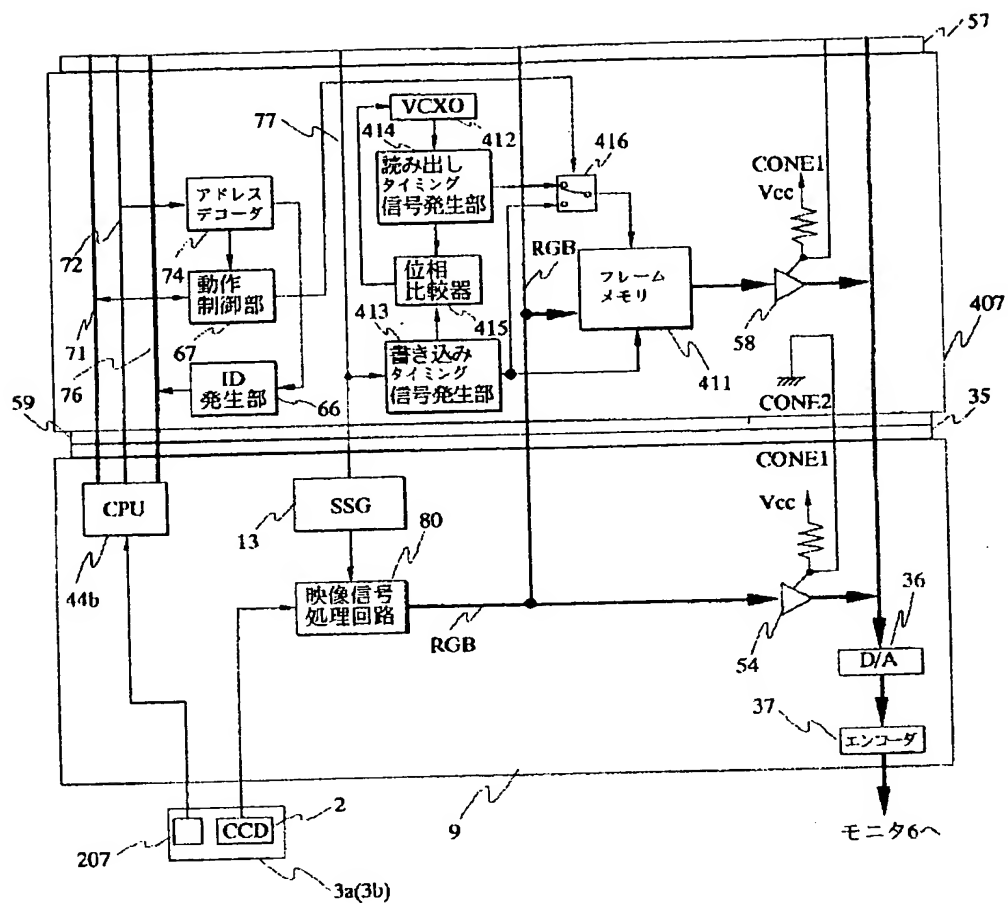 57
VCXO
77
414
412
416
読み出し
タイミング
信号発生部
CONE1
Vcc
アドレス
デコーダ
72
74
動作
制御部
位相
比較器
RGB
フレーム
メモリ
413
415
71
67
書き込み
タイミング
信号発生部
58
407
76
ID
発生部
66
411
CONE2
35
59
CONE1
CPU
SSG
Vcc
13
80
44b
映像信号
処理回路
36
RGB
54
D/A
37
エンコーダ
2
CCD
9
モニタ6へ
207
3a(3b)